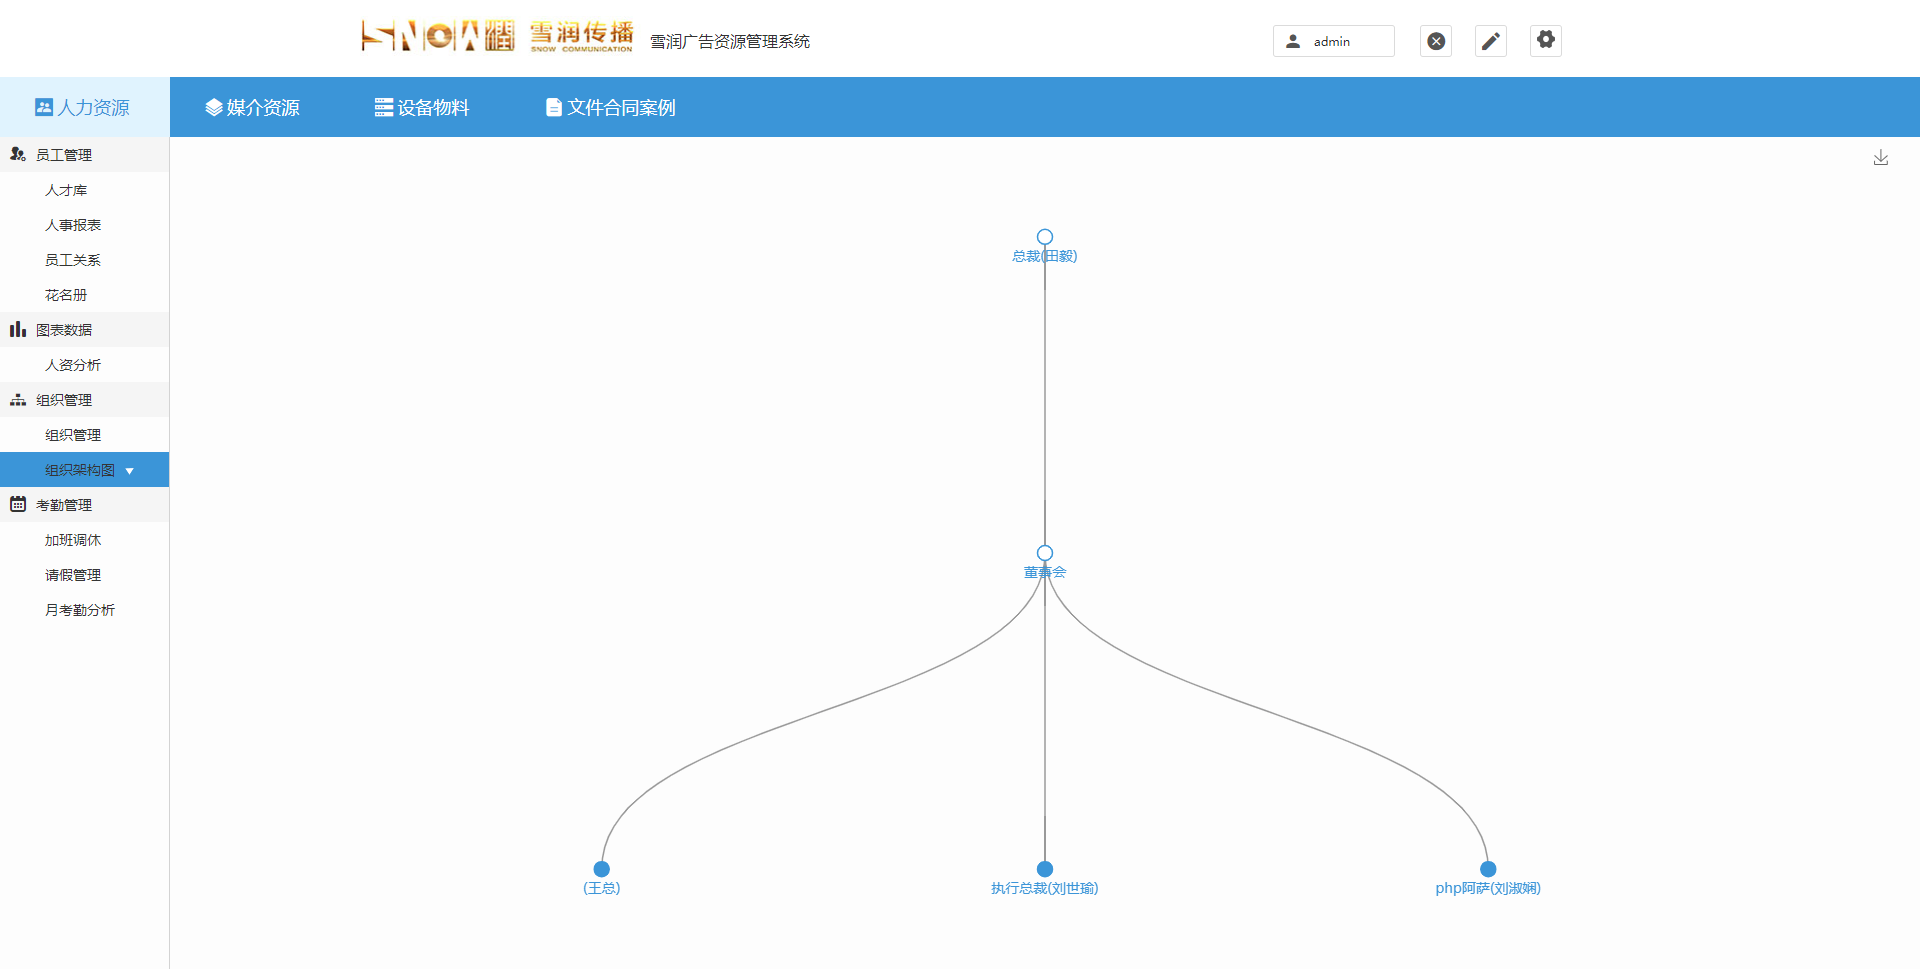 SNOW潤 雪润传播
SNOW COMMUNICATION
雪润广告资源管理系统
admin
人力资源
媒介资源
设备物料
文件合同案例
员工管理
人才库
人事报表
员工关系
花名册
图表数据
人资分析
组织管理
组织管理
组织架构图
考勤管理
加班调休
请假管理
月考勤分析
总裁(田毅)
董事会
(王总)
执行总裁(刘世瑜)
php阿萨(刘淑娴)